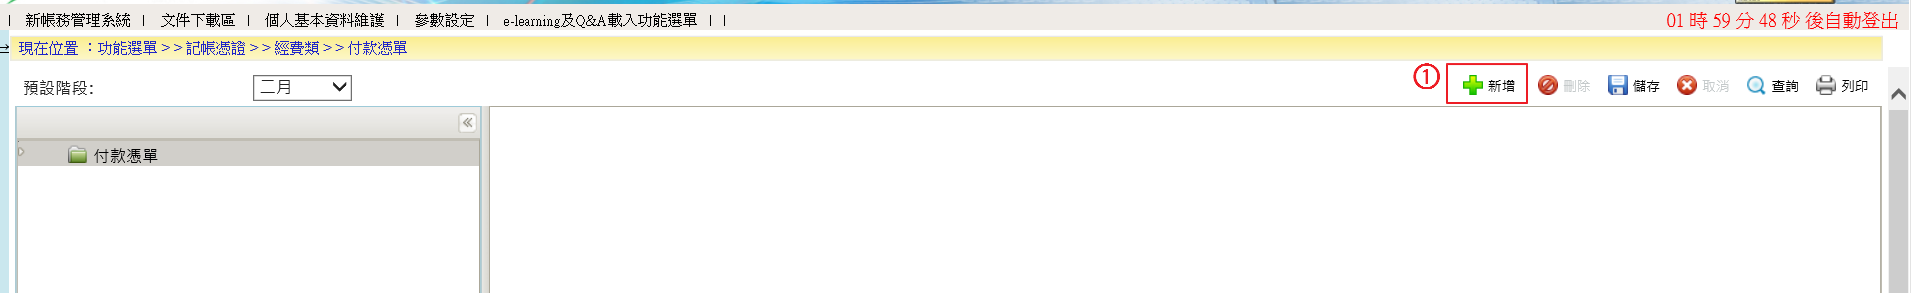 | 新帳務管理系統 | 文件下載區 | 個人基本資料維護 | 參數設定 | e-learning及Q&A載入功能選單 | | 01 時 59 分 48 秒 後自動登出
現在位置 ：功能選單>>記帳憑證>>經費類>>付款憑單
預設階段: 二月 ① 新增 刪除 儲存 取消 查詢 列印
付款憑單